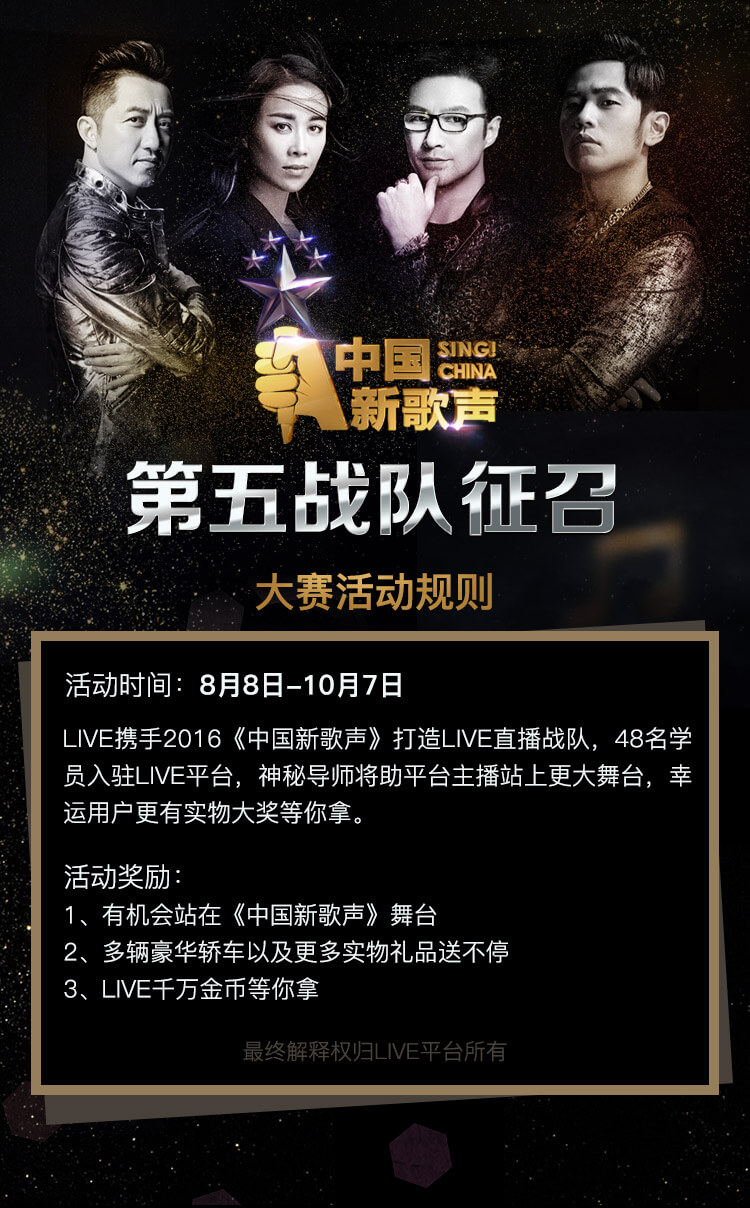 中国 SING!
新歌声 CHINA
第五战队征召
大赛活动规则
活动时间：8月8日-10月7日
LIVE携手2016《中国新歌声》打造LIVE直播战队，48名学
员入驻LIVE平台，神秘导师将助平台主播站上更大舞台，幸
运用户更有实物大奖等你拿。
活动奖励：
1、有机会站在《中国新歌声》舞台
2、多辆豪华轿车以及更多实物礼品送不停
3、LIVE千万金币等你拿
最终解释权归LIVE平台所有